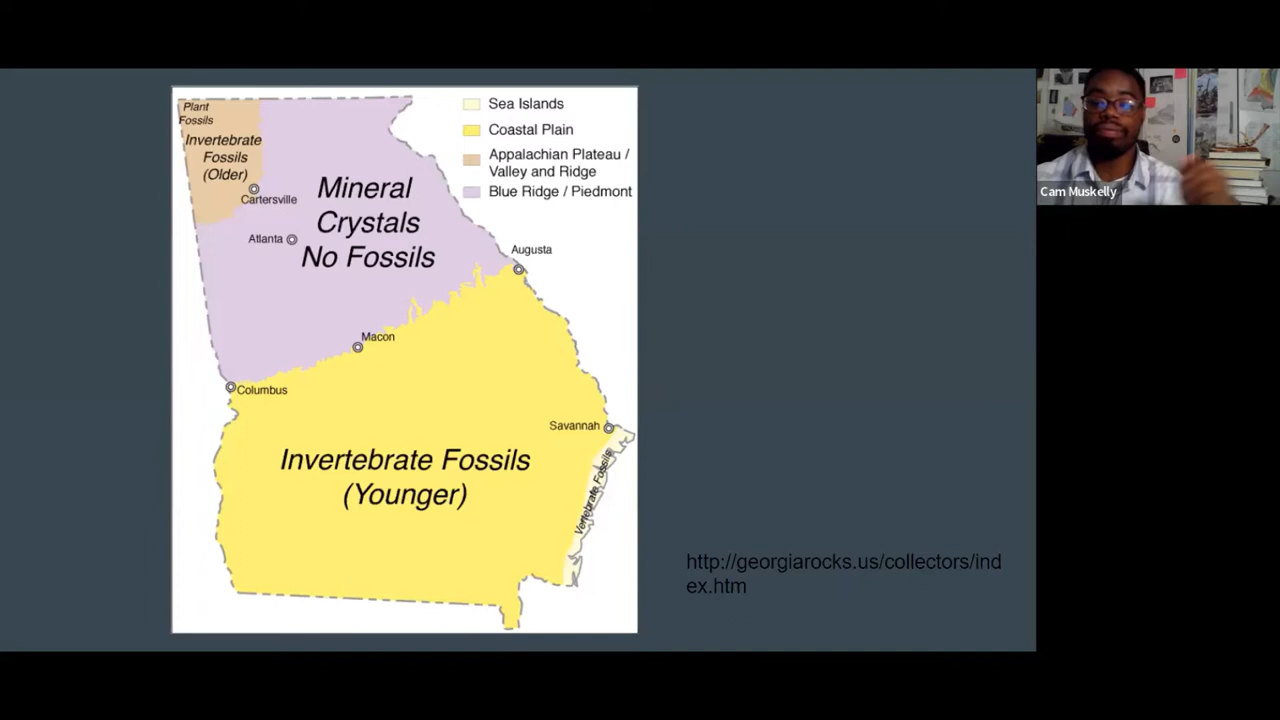 Plant
Fossils
Invertebrate
Fossils
(Older)
Cartersville
Mineral
Crystals
No Fossils
Atlanta
Augusta
Macon
Columbus
Savannah
Invertebrate Fossils
(Younger)
Vertebrate Fossils
Sea Islands
Coastal Plain
Appalachian Plateau /
Valley and Ridge
Blue Ridge / Piedmont
http://georgiarocks.us/collectors/ind
ex.htm
Cam Muskelly